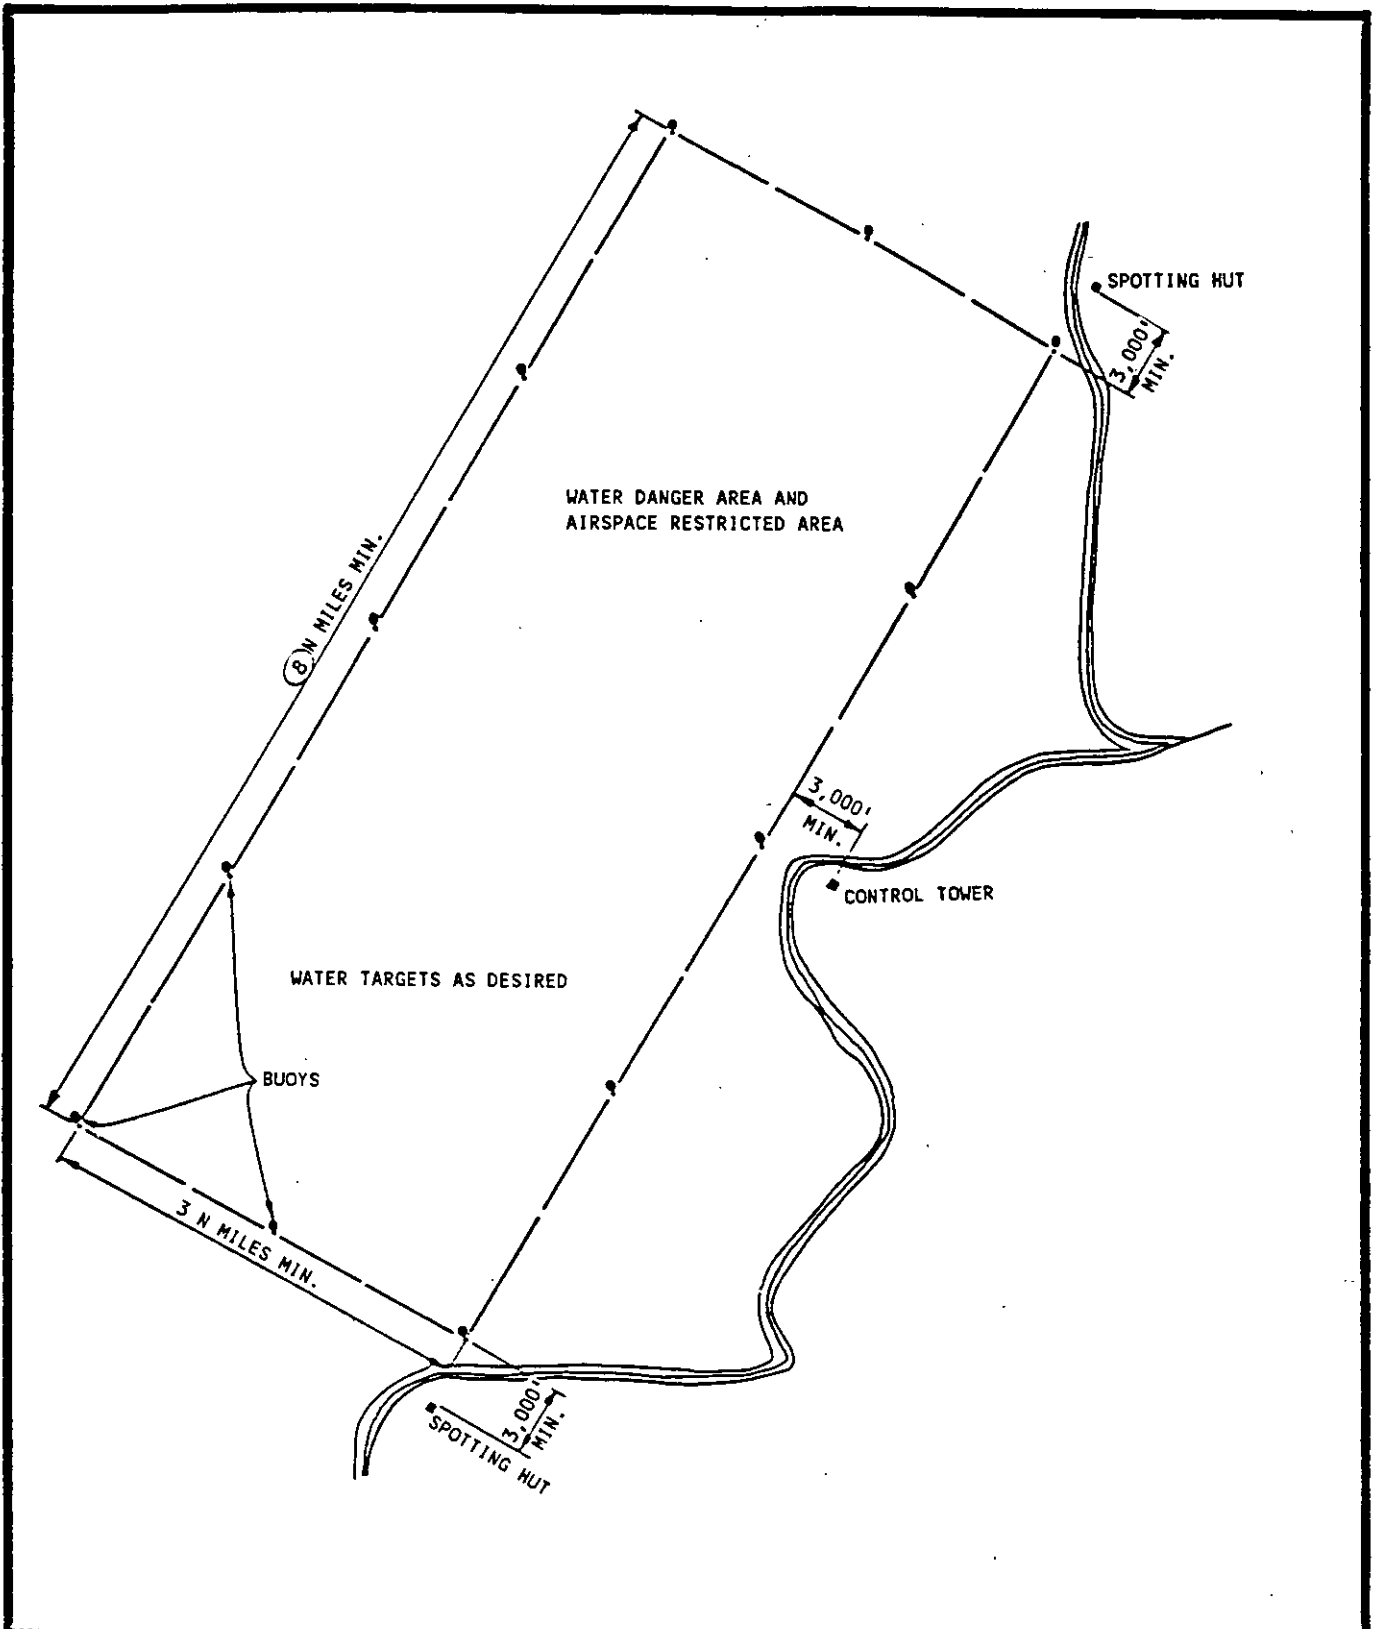 SPOTTING HUT
3,000'
MIN.
WATER DANGER AREA AND
AIRSPACE RESTRICTED AREA
8 N MILES MIN.
3,000'
MIN.
CONTROL TOWER
WATER TARGETS AS DESIRED
BUOYS
3 N MILES MIN.
3,000'
MIN.
SPOTTING HUT